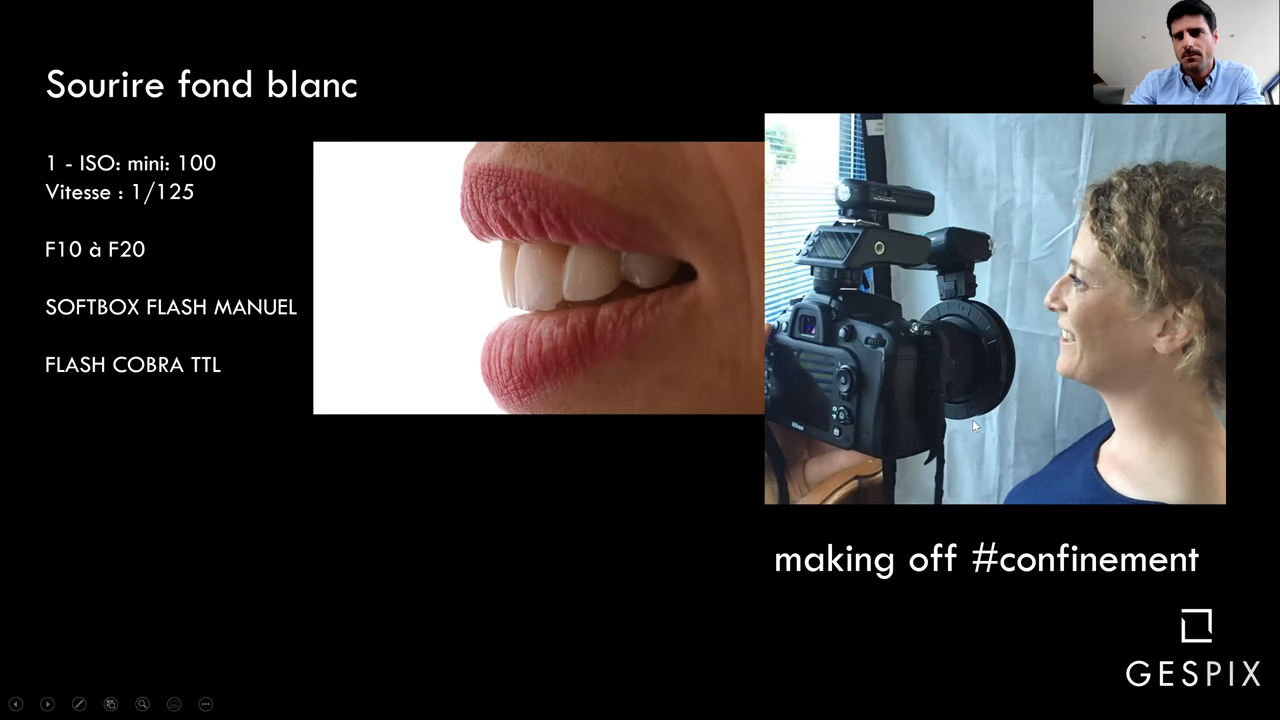 Sourire fond blanc
1 - ISO: mini: 100
Vitesse : 1/125
F10 à F20
SOFTBOX FLASH MANUEL
FLASH COBRA TTL
Nikon
making off #confinement
GESPIX